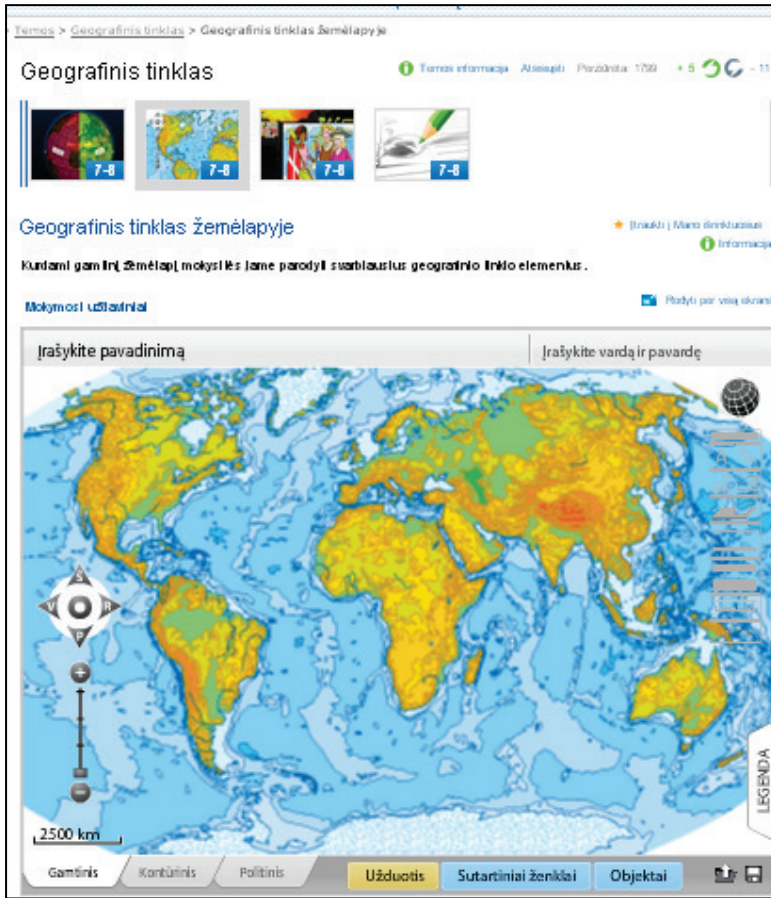 Temos > Geografinis tinklas > Geografinis tinklas žemėlapyje
Geografinis tinklas
Temos informacija Atsisiųsti Peržiūrėta: 1799 + 5 - 11
7-8
7-8
7-8
7-8
Geografinis tinklas žemėlapyje
Įtraukti į Mano išrinktuosius
Informacija
Kurdami gamtinį žemėlapį, mokysitės jame parodyti svarbiausius geografinio tinklo elementus.
Mokymosi uždaviniai
Rodyti per visą ekraną
Įrašykite pavadinimą
Įrašykite vardą ir pavardę
S
V R
P
LEGENDA
2500 km
Gamtinis
Kontūrinis
Politinis
Užduotis
Sutartiniai ženklai
Objektai